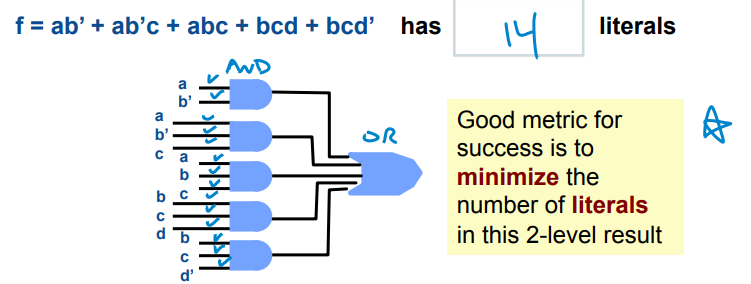 f = ab’ + ab’c + abc + bcd + bcd’ has 14 literals
AND
a
b’
a
b’
c
a
b
c
b
c
d
b
c
d’
OR
Good metric for
success is to
minimize the
number of literals
in this 2-level result